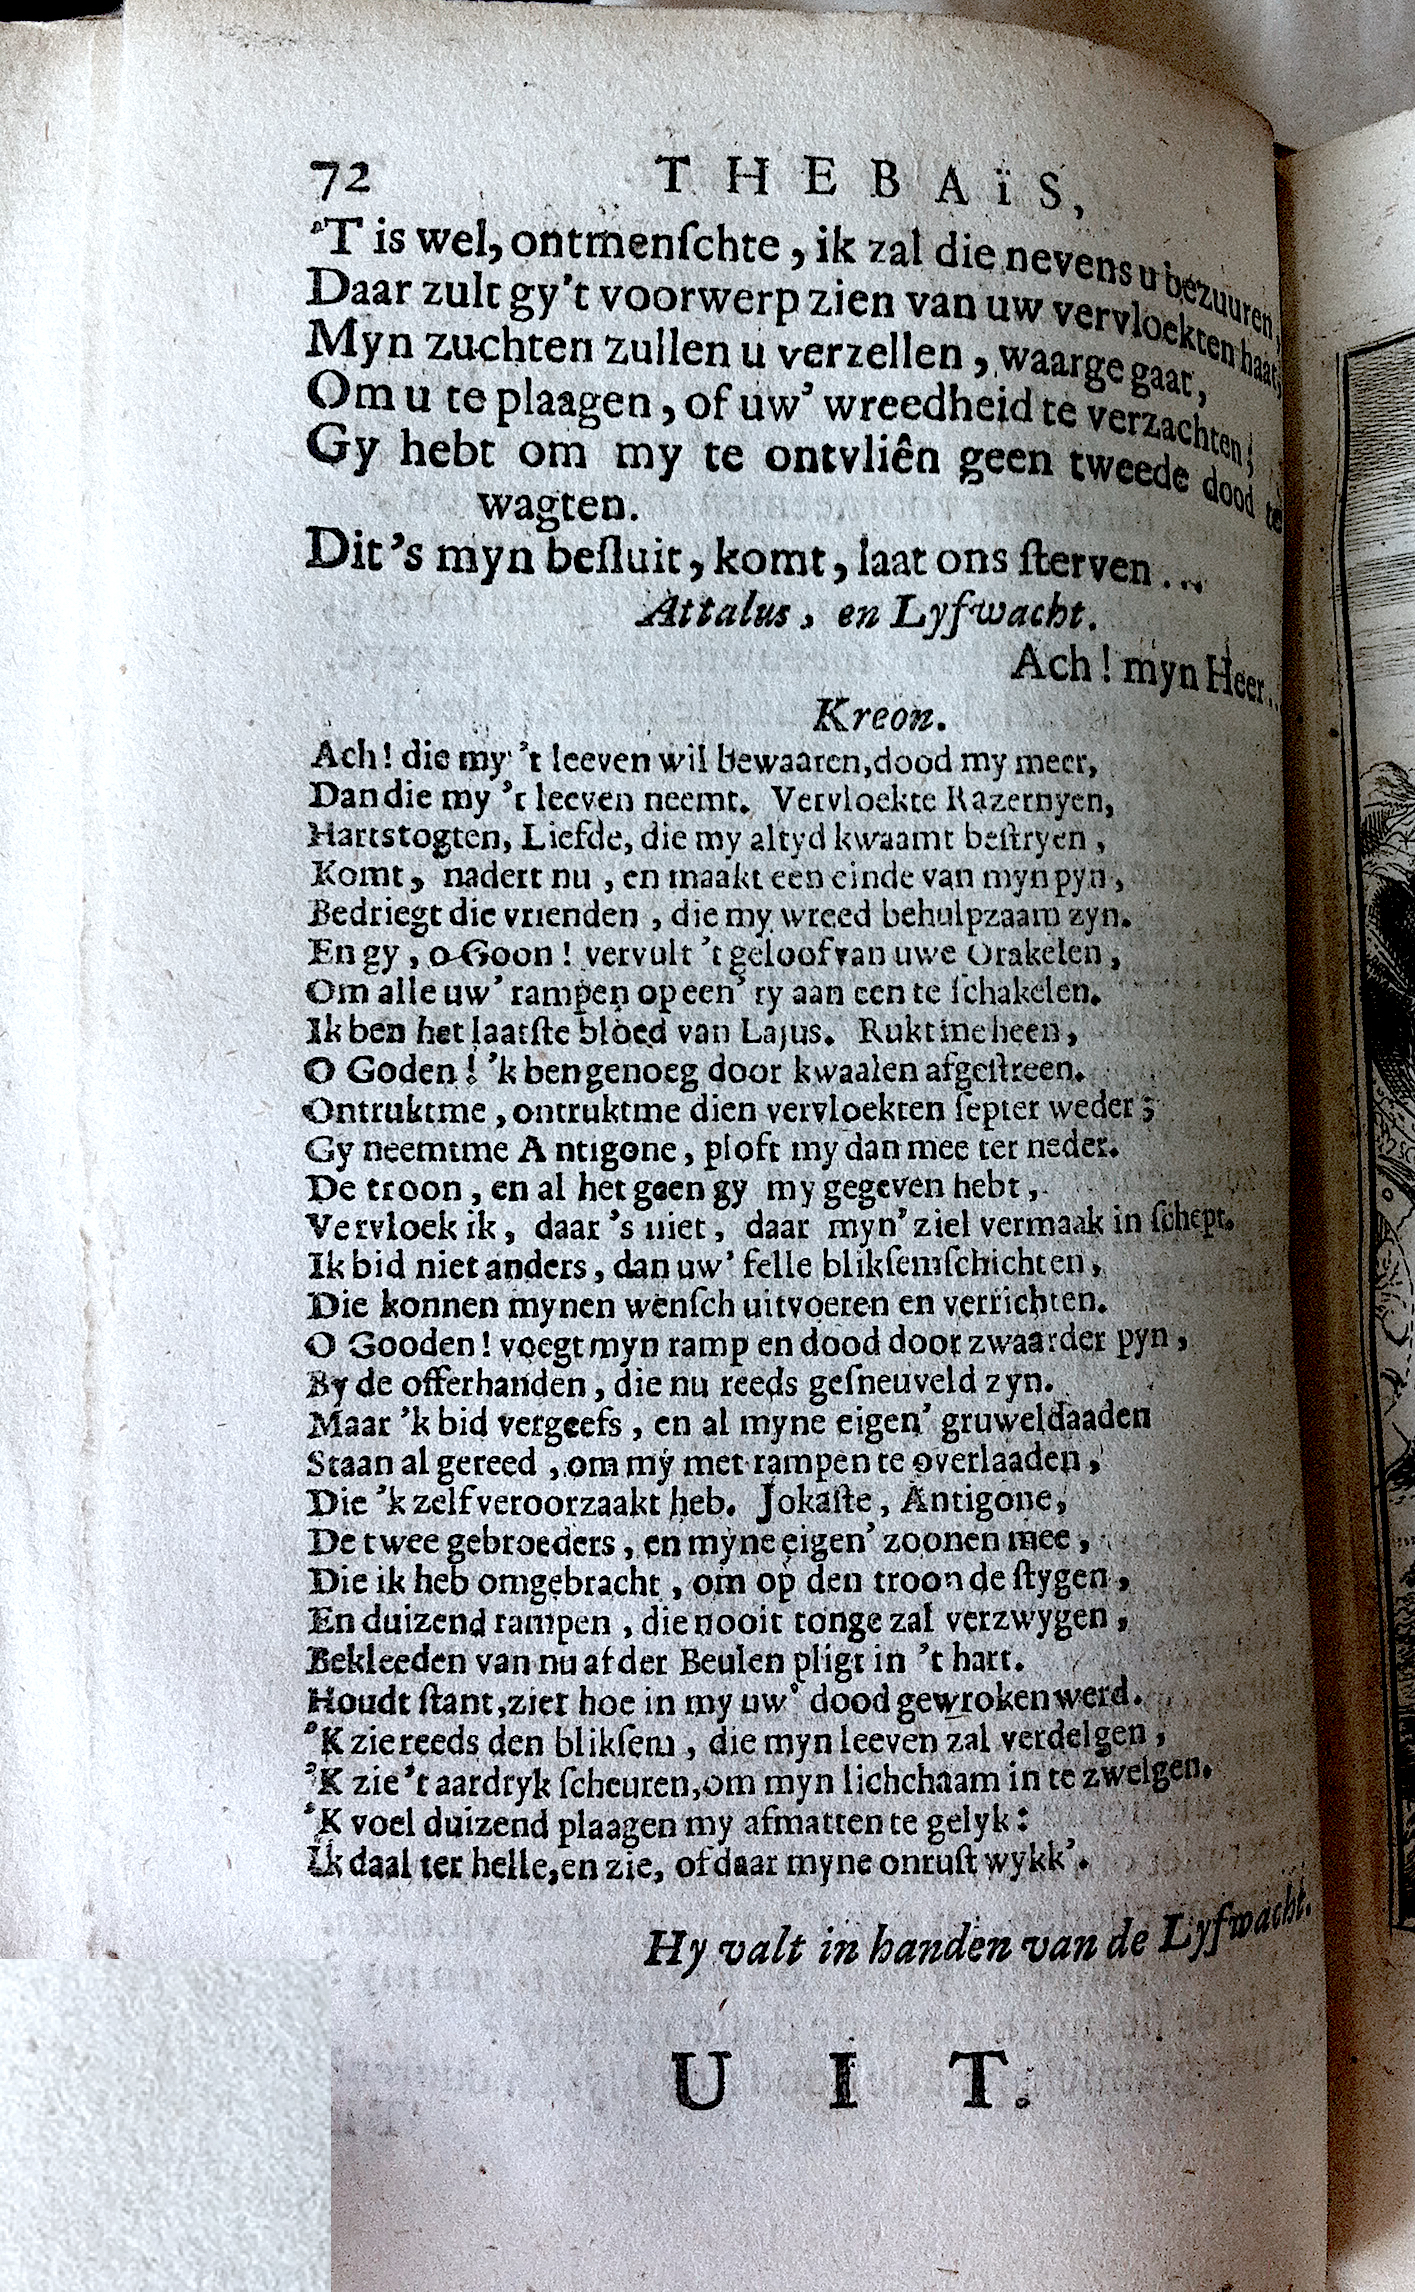 72 THEBAïS,
'T is wel, ontmenſchte, ik zal die nevens u bezuuren,
Daar zult gy 't voorwerp zien van uw vervloekten haat,
Myn zuchten zullen u verzellen, waarge gaat,
Om u te plaagen, of uw' wreedheid te verzachten;
Gy hebt om my te ontvliên geen tweede dood te
wagten.
Dit 's myn beſluit, komt, laat ons ſterven...
Attalus, en Lyfwacht.
Ach! myn Heer..
Kreon.
Ach! die my 't leeven wil bewaaren, dood my meer,
Dan die my 't leeven neemt. Vervloekte Razernyen,
Hartstogten, Liefde, die my altyd kwaamt beſtryen,
Komt, nadert nu, en maakt een einde van myn pyn,
Bedriegt die vrienden, die my wreed behulpzaam zyn.
En gy, o Goon! vervult 't geloof van uwe Orakelen,
Om alle uw' rampen op een' ry aan een te ſchakelen.
Ik ben het laatſte bloed van Lajus. Rukt me heen,
O Goden! 'k ben genoeg door kwaalen afgeſtreen.
Ontruktme, ontruktme dien vervloekten ſepter weder;
Gy neemtme Antigone, ploft my dan mee ter neder.
De troon, en al het geen gy my gegeven hebt,
Vervloek ik, daar 's niet, daar myn' ziel vermaak in ſchept.
Ik bid niet anders, dan uw' felle blikſemſchichten,
Die konnen mynen wenſch uitvoeren en verrichten.
O Gooden! voegt myn ramp en dood door zwaarder pyn,
By de offerhanden, die nu reeds geſneuveld zyn.
Maar 'k bid vergeefs, en al myne eigen' gruweldaaden
Staan al gereed, om my met rampen te overlaaden,
Die 'k zelf veroorzaakt heb. Jokaſte, Antigone,
De twee gebroeders, en myne eigen' zoonen mee,
Die ik heb omgebracht, om op den troon de ſtygen,
En duizend rampen, die nooit tonge zal verzwygen,
Bekleeden van nu af der Beulen pligt in 't hart.
Houdt ſtant, ziet hoe in my uw' dood gewroken werd.
'K zie reeds den blikſem, die myn leeven zal verdelgen,
'K zie 't aardryk ſcheuren, om myn lichchaam in te zwelgen.
'K voel duizend plaagen my afmatten te gelyk:
Ik daal ter helle, en zie, of daar myne onruſt wykk'.
Hy valt in handen van de Lyfwacht.
UIT.